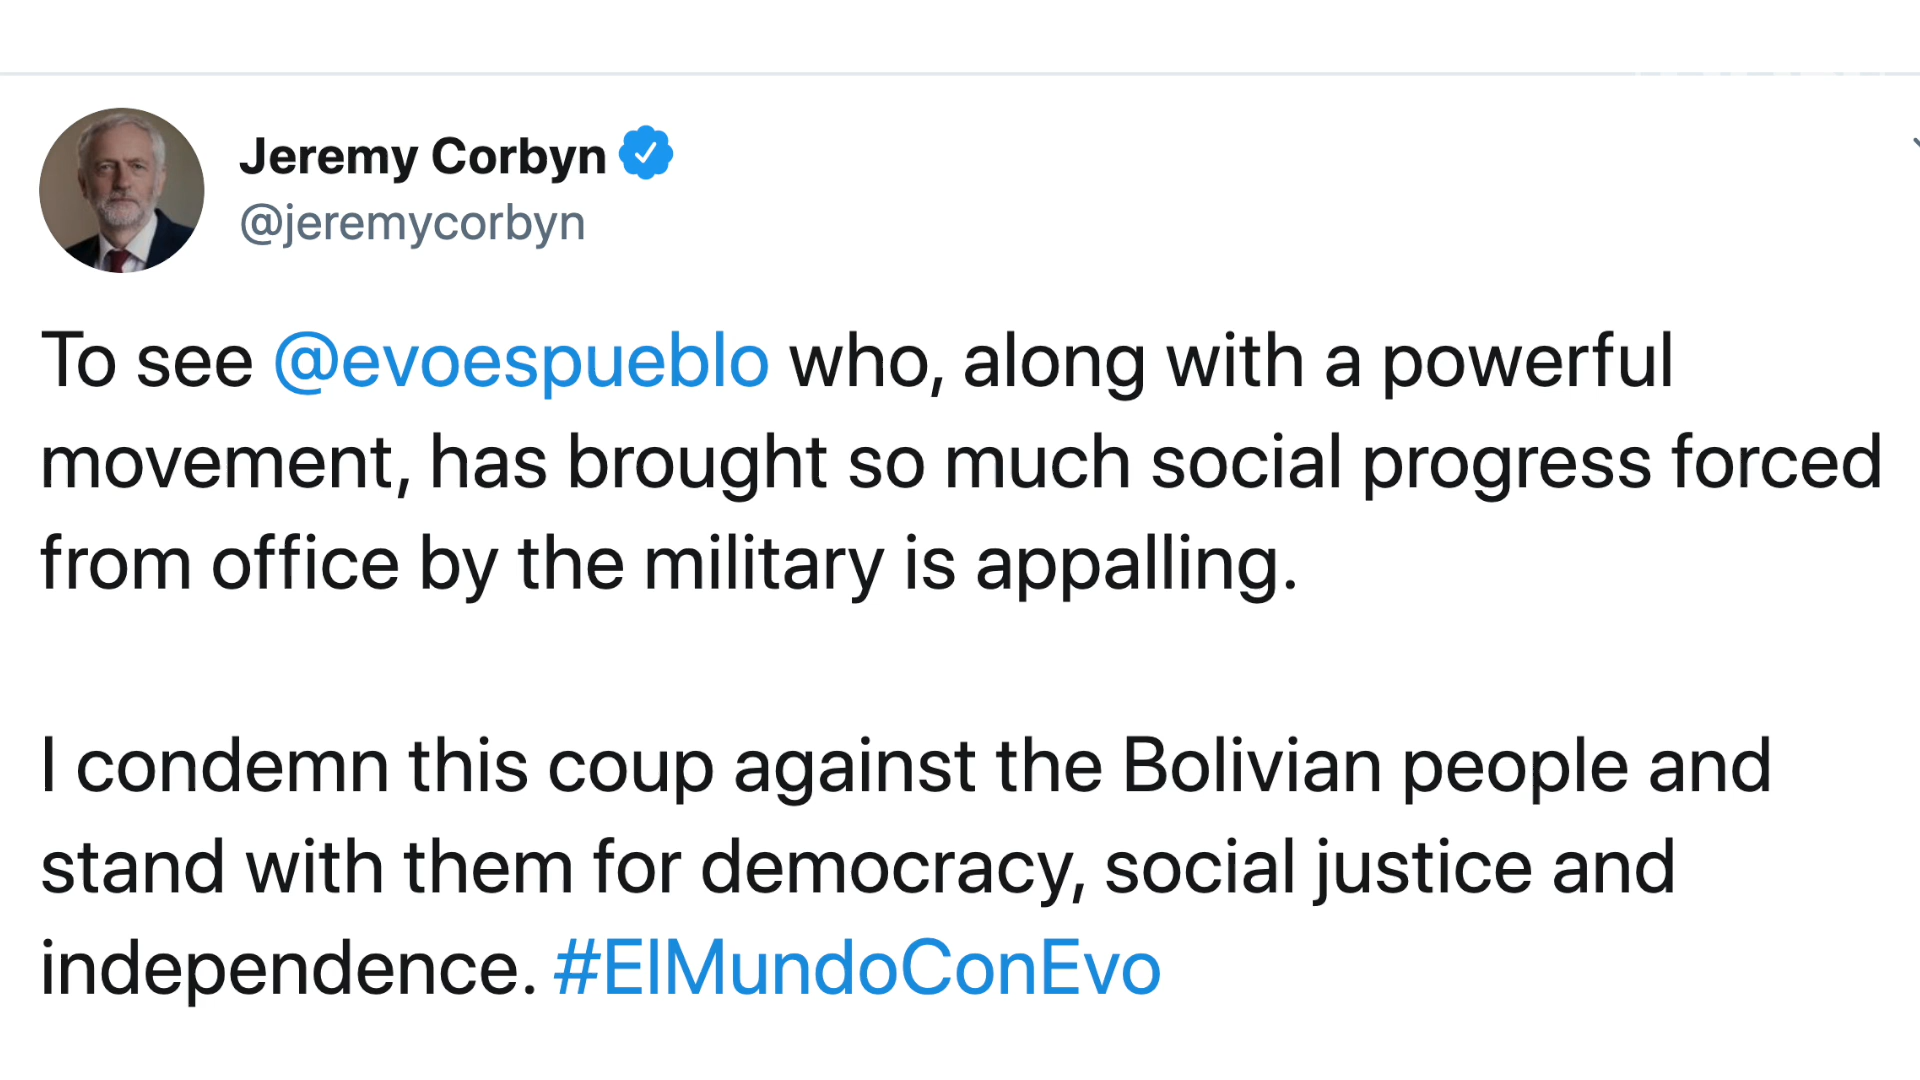 Jeremy Corbyn
@jeremycorbyn
To see @evoespueblo who, along with a powerful
movement, has brought so much social progress forced
from office by the military is appalling.
I condemn this coup against the Bolivian people and
stand with them for democracy, social justice and
independence. #ElMundoConEvo